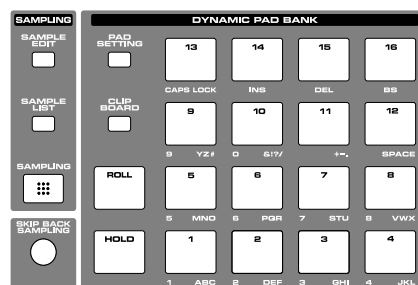 SAMPLING
DYNAMIC PAD BANK
SAMPLE
EDIT
PAD
SETTING
13 14 15 16
CAPS LOCK INS DEL BS
SAMPLE
LIST
CLIP
BOARD
9 10 11 12
9 YZ# 0 &!?/ +-, SPACE
SAMPLING
ROLL
5 6 7 8
5 MNO 6 PQR 7 STU 8 VWX
SKIP BACK
SAMPLING
HOLD
1 2 3 4
1 ABC 2 DEF 3 GHI 4 JKL